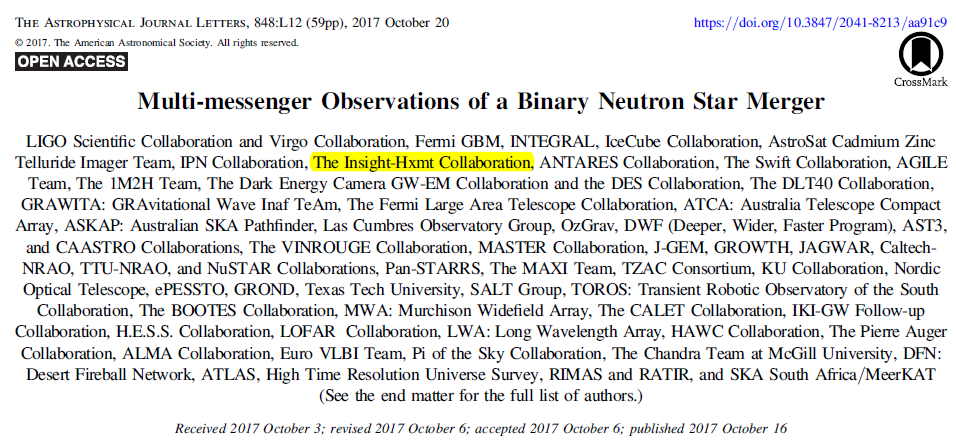 THE ASTROPHYSICAL JOURNAL LETTERS, 848:L12 (59pp), 2017 October 20
https://doi.org/10.3847/2041-8213/aa91c9
© 2017. The American Astronomical Society. All rights reserved.
OPEN ACCESS
CrossMark
Multi-messenger Observations of a Binary Neutron Star Merger
LIGO Scientific Collaboration and Virgo Collaboration, Fermi GBM, INTEGRAL, IceCube Collaboration, AstroSat Cadmium Zinc
Telluride Imager Team, IPN Collaboration, The Insight-Hxmt Collaboration, ANTARES Collaboration, The Swift Collaboration, AGILE
Team, The 1M2H Team, The Dark Energy Camera GW-EM Collaboration and the DES Collaboration, The DLT40 Collaboration,
GRAWITA: GRAvitational Wave Inaf TeAm, The Fermi Large Area Telescope Collaboration, ATCA: Australia Telescope Compact
Array, ASKAP: Australian SKA Pathfinder, Las Cumbres Observatory Group, OzGrav, DWF (Deeper, Wider, Faster Program), AST3,
and CAASTRO Collaborations, The VINROUGE Collaboration, MASTER Collaboration, J-GEM, GROWTH, JAGWAR, Caltech-
NRAO, TTU-NRAO, and NuSTAR Collaborations, Pan-STARRS, The MAXI Team, TZAC Consortium, KU Collaboration, Nordic
Optical Telescope, ePESSTO, GROND, Texas Tech University, SALT Group, TOROS: Transient Robotic Observatory of the South
Collaboration, The BOOTES Collaboration, MWA: Murchison Widefield Array, The CALET Collaboration, IKI-GW Follow-up
Collaboration, H.E.S.S. Collaboration, LOFAR Collaboration, LWA: Long Wavelength Array, HAWC Collaboration, The Pierre Auger
Collaboration, ALMA Collaboration, Euro VLBI Team, Pi of the Sky Collaboration, The Chandra Team at McGill University, DFN:
Desert Fireball Network, ATLAS, High Time Resolution Universe Survey, RIMAS and RATIR, and SKA South Africa/MeerKAT
(See the end matter for the full list of authors.)
Received 2017 October 3; revised 2017 October 6; accepted 2017 October 6; published 2017 October 16